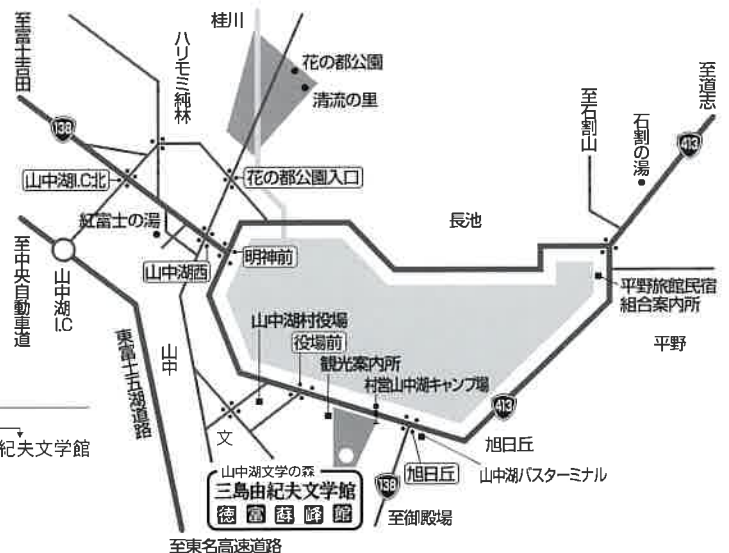 桂川
至富士吉田
ハリモミ純林
花の都公園
清流の里
至道志
至石割山
石割の湯
138
413
山中湖I.C北
花の都公園入口
紅富士の湯
長池
明神前
山中湖西
至中央自動車道
山中湖I.C
平野旅館民宿
組合案内所
山中湖村役場
役場前
平野
山中
東富士五湖道路
観光案内所
村営山中湖キャンプ場
413
紀夫文学館
文
旭日丘
山中湖文学の森
三島由紀夫文学館
徳富蘇峰館
旭日丘
山中湖バスターミナル
138
至御殿場
至東名高速道路